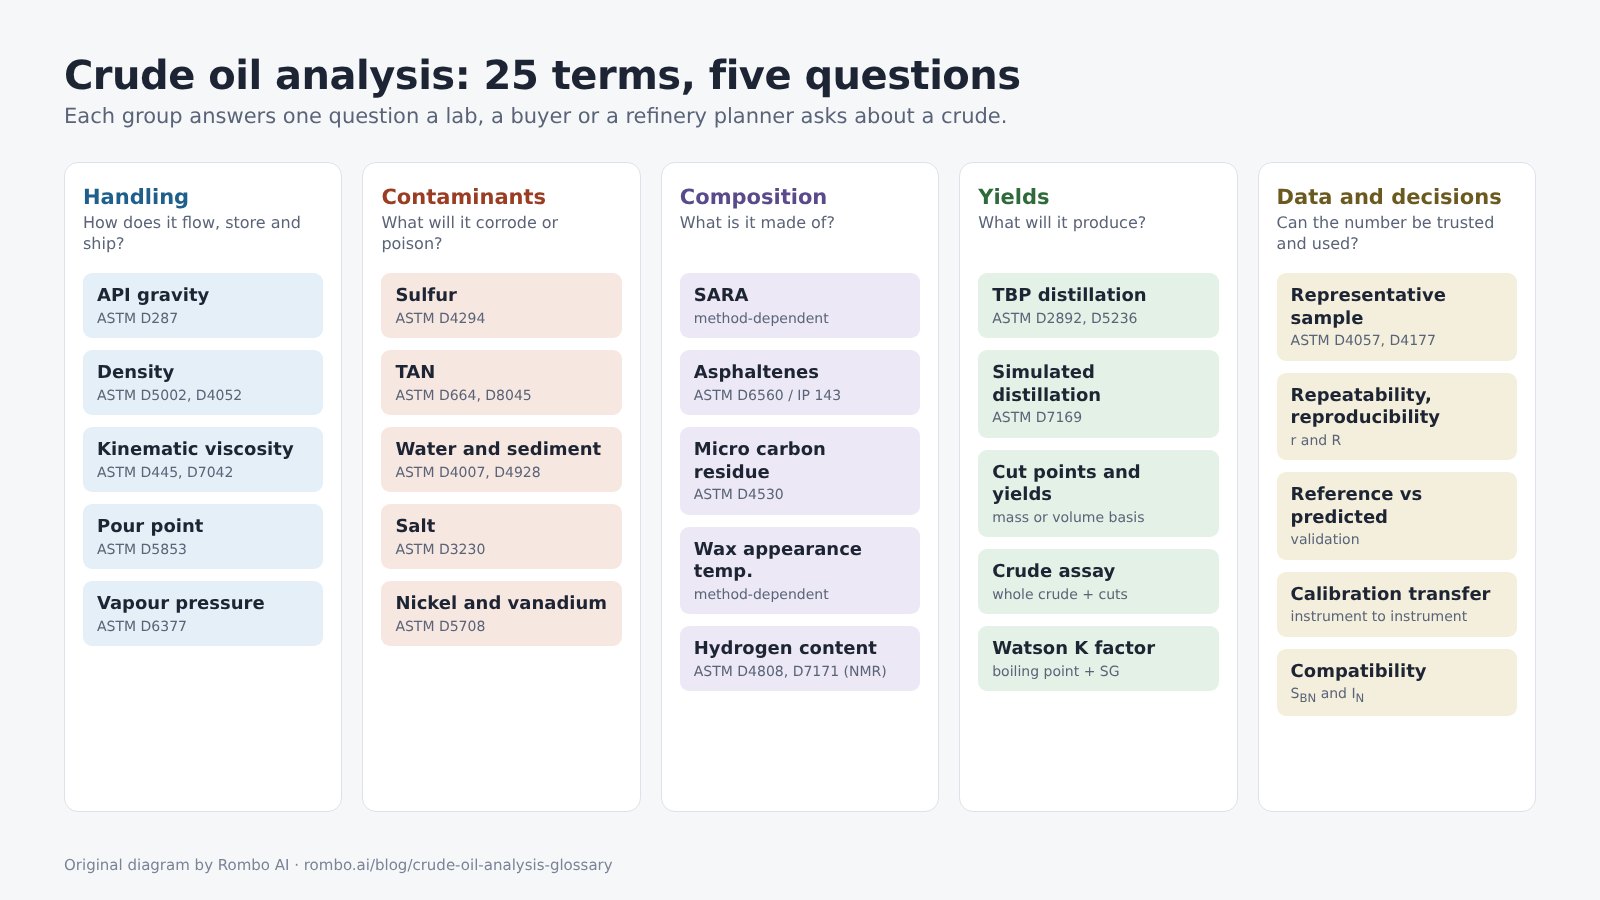 Crude oil analysis: 25 terms, five questions
Each group answers one question a lab, a buyer or a refinery planner asks about a crude.
Handling
How does it flow, store and
ship?
API gravity
ASTM D287
Density
ASTM D5002, D4052
Kinematic viscosity
ASTM D445, D7042
Pour point
ASTM D5853
Vapour pressure
ASTM D6377
Contaminants
What will it corrode or
poison?
Sulfur
ASTM D4294
TAN
ASTM D664, D8045
Water and sediment
ASTM D4007, D4928
Salt
ASTM D3230
Nickel and vanadium
ASTM D5708
Composition
What is it made of?
SARA
method-dependent
Asphaltenes
ASTM D6560 / IP 143
Micro carbon
residue
ASTM D4530
Wax appearance
temp.
method-dependent
Hydrogen content
ASTM D4808, D7171 (NMR)
Yields
What will it produce?
TBP distillation
ASTM D2892, D5236
Simulated
distillation
ASTM D7169
Cut points and
yields
mass or volume basis
Crude assay
whole crude + cuts
Watson K factor
boiling point + SG
Data and decisions
Can the number be trusted
and used?
Representative
sample
ASTM D4057, D4177
Repeatability,
reproducibility
r and R
Reference vs
predicted
validation
Calibration transfer
instrument to instrument
Compatibility
SBN and IN
Original diagram by Rombo AI · rombo.ai/blog/crude-oil-analysis-glossary